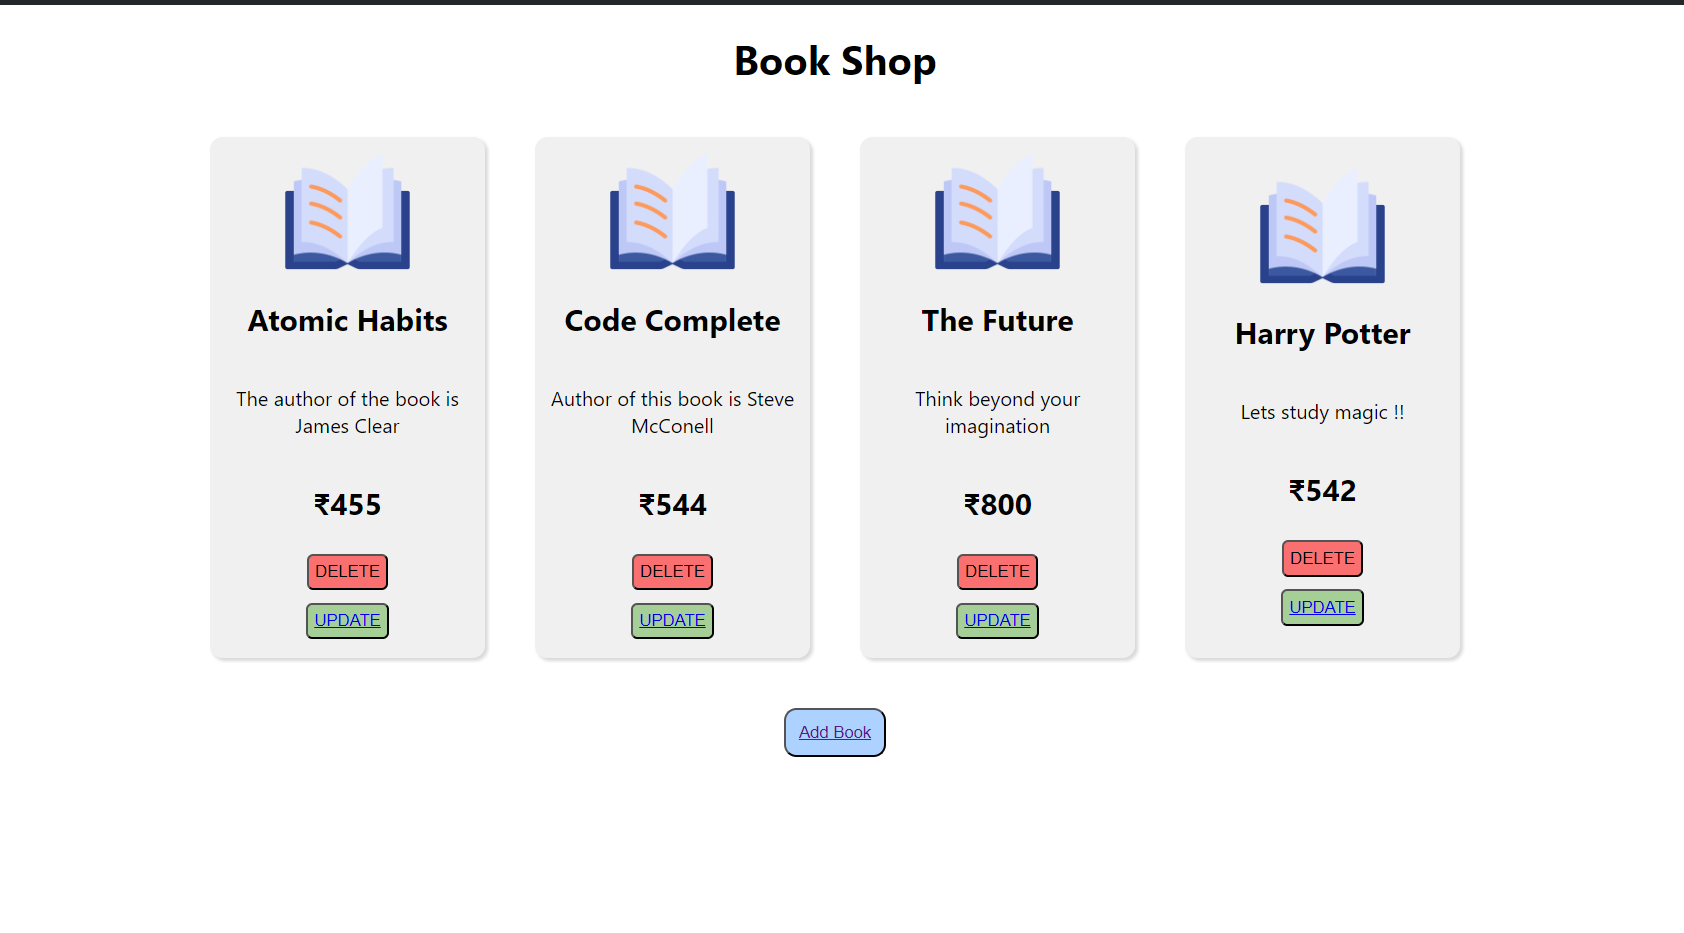 Book Shop
Atomic Habits
The author of the book is
James Clear
₹455
DELETE
UPDATE
Code Complete
Author of this book is Steve
McConell
₹544
DELETE
UPDATE
The Future
Think beyond your
imagination
₹800
DELETE
UPDATE
Harry Potter
Lets study magic !!
₹542
DELETE
UPDATE
Add Book